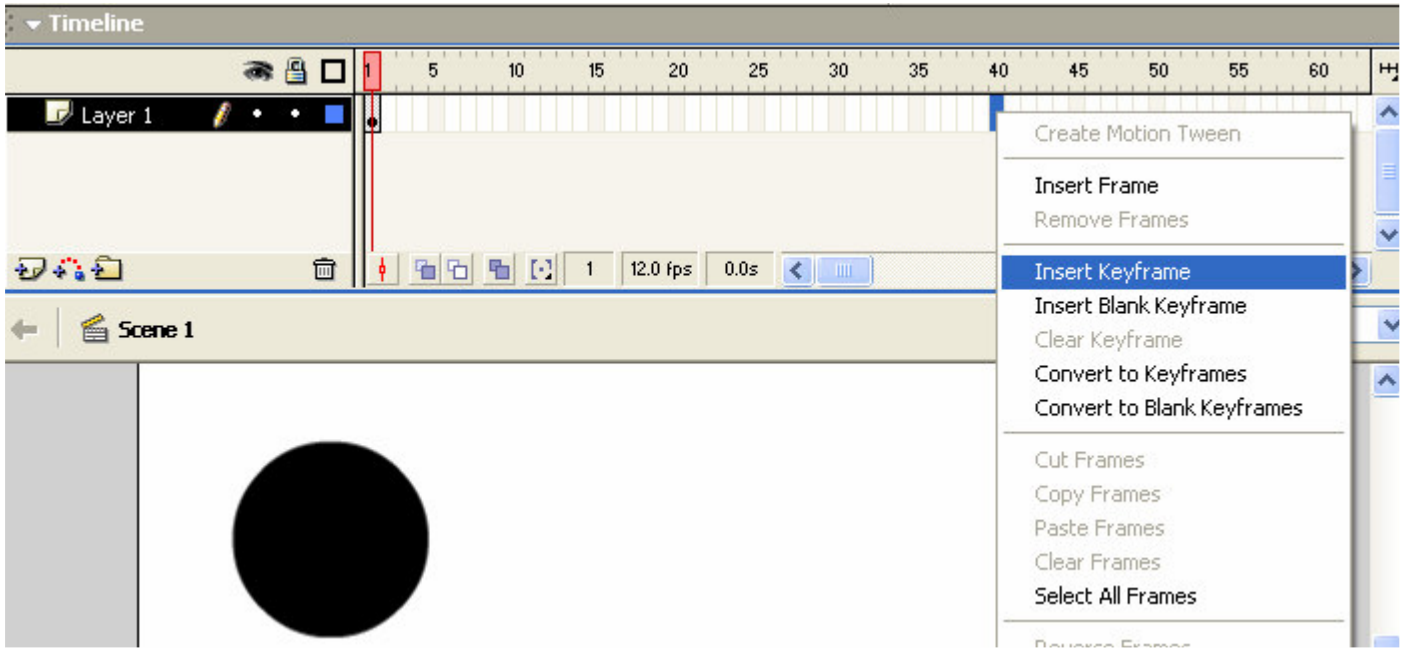 Timeline
1 5 10 15 20 25 30 35 40 45 50 55 60
Layer 1
1 12.0 fps 0.0s
Scene 1
Create Motion Tween
Insert Frame
Remove Frames
Insert Keyframe
Insert Blank Keyframe
Clear Keyframe
Convert to Keyframes
Convert to Blank Keyframes
Cut Frames
Copy Frames
Paste Frames
Clear Frames
Select All Frames
Reverse Frames